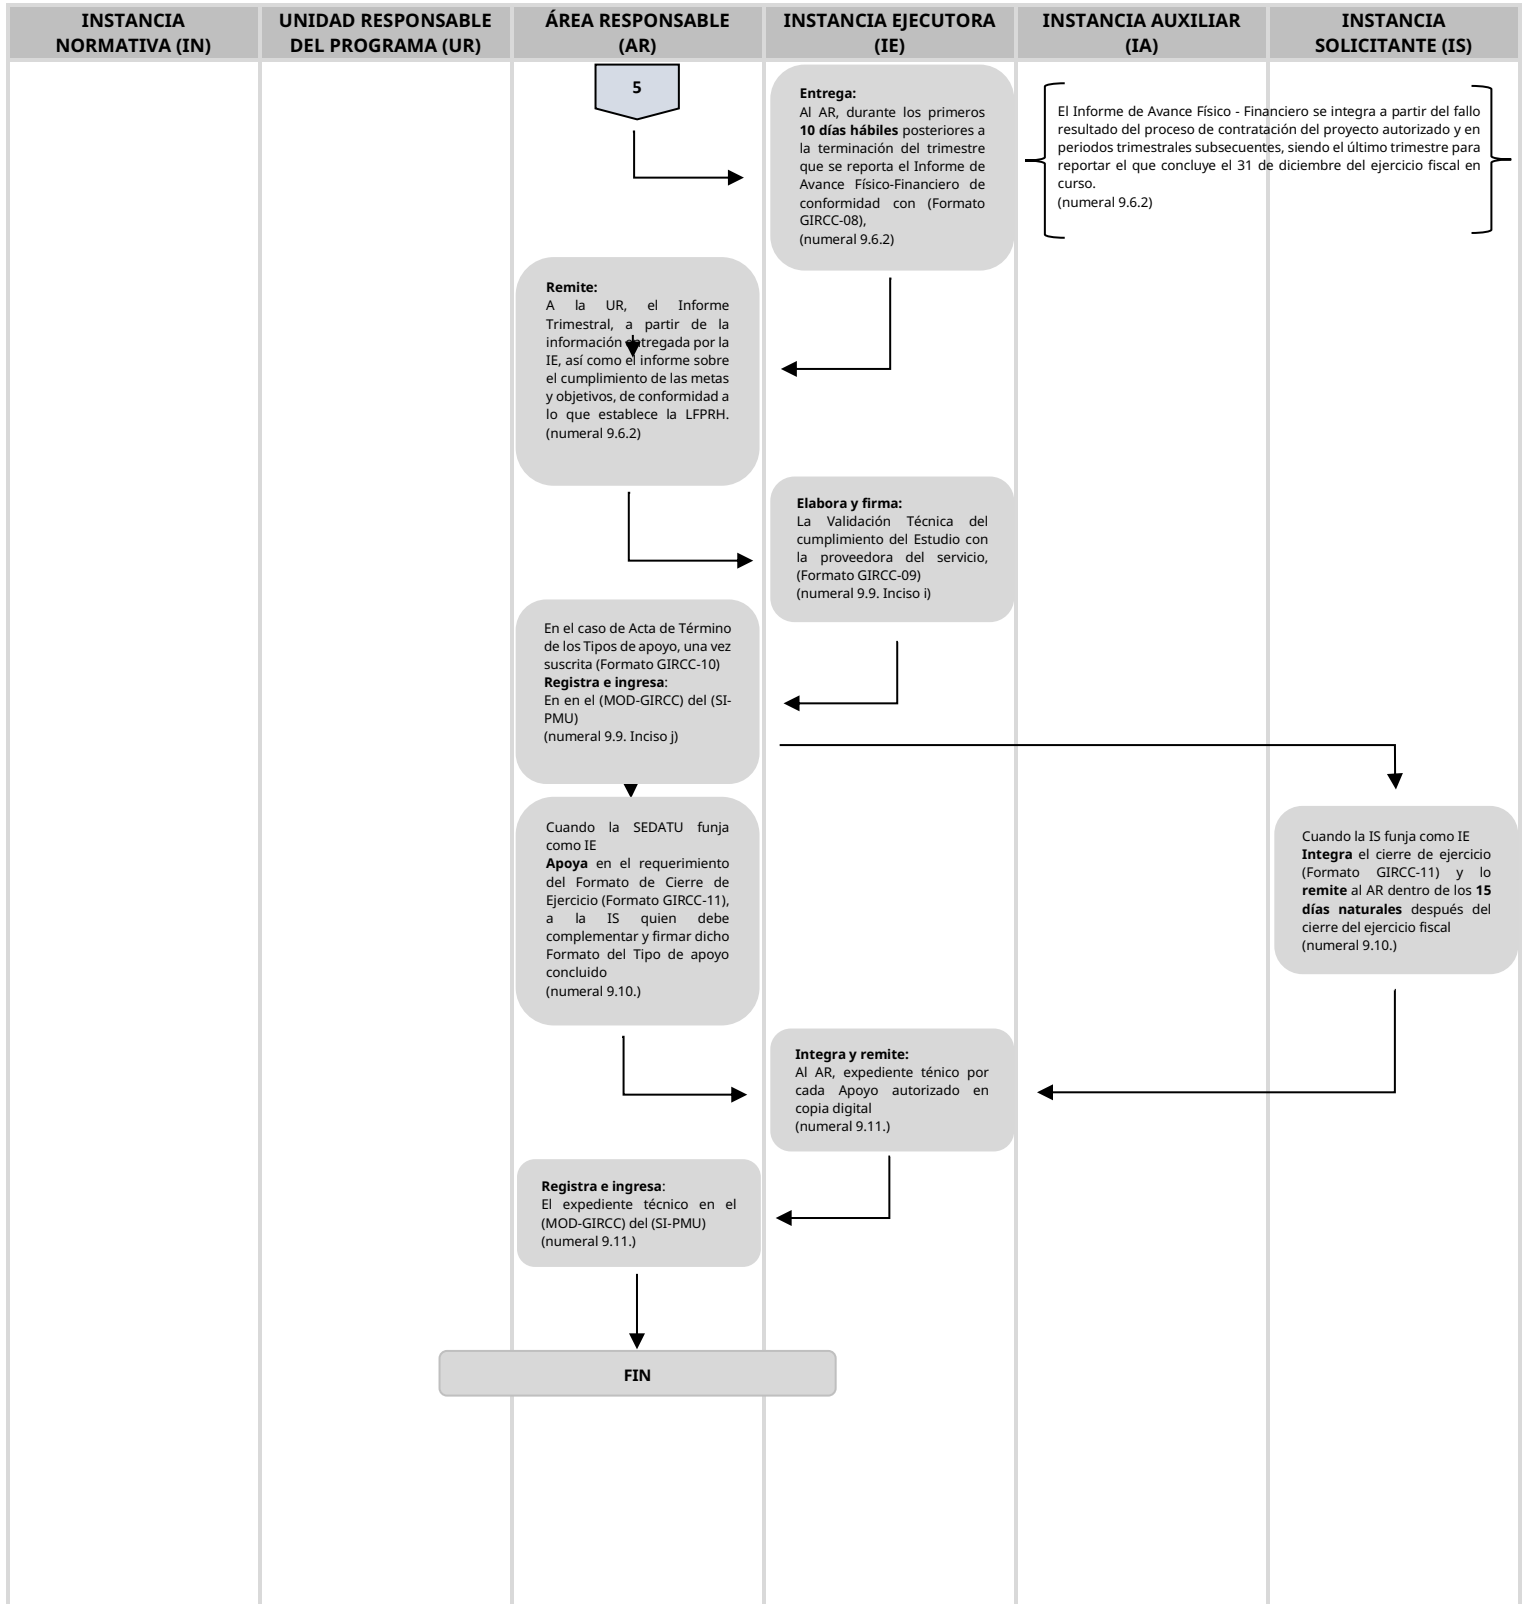 INSTANCIA
NORMATIVA (IN)
UNIDAD RESPONSABLE
DEL PROGRAMA (UR)
ÁREA RESPONSABLE
(AR)
INSTANCIA EJECUTORA
(IE)
INSTANCIA AUXILIAR
(IA)
INSTANCIA
SOLICITANTE (IS)
5
Entrega:
Al AR, durante los primeros
10 días hábiles posteriores a
la terminación del trimestre
que se reporta el Informe de
Avance Físico-Financiero de
conformidad con (Formato
GIRCC-08),
(numeral 9.6.2)
El Informe de Avance Físico - Financiero se integra a partir del fallo
resultado del proceso de contratación del proyecto autorizado y en
periodos trimestrales subsecuentes, siendo el último trimestre para
reportar el que concluye el 31 de diciembre del ejercicio fiscal en
curso.
(numeral 9.6.2)
Remite:
A la UR, el Informe
Trimestral, a partir de la
información entregada por la
IE, así como el informe sobre
el cumplimiento de las metas
y objetivos, de conformidad a
lo que establece la LFPRH.
(numeral 9.6.2)
Elabora y firma:
La Validación Técnica del
cumplimiento del Estudio con
la proveedora del servicio,
(Formato GIRCC-09)
(numeral 9.9. Inciso i)
En el caso de Acta de Término
de los Tipos de apoyo, una vez
suscrita (Formato GIRCC-10)
Registra e ingresa:
En en el (MOD-GIRCC) del (SI-
PMU)
(numeral 9.9. Inciso j)
Cuando la SEDATU funja
como IE
Apoya en el requerimiento
del Formato de Cierre de
Ejercicio (Formato GIRCC-11),
a la IS quien debe
complementar y firmar dicho
Formato del Tipo de apoyo
concluido
(numeral 9.10.)
Cuando la IS funja como IE
Integra el cierre de ejercicio
(Formato GIRCC-11) y lo
remite al AR dentro de los 15
días naturales después del
cierre del ejercicio fiscal
(numeral 9.10.)
Integra y remite:
Al AR, expediente ténico por
cada Apoyo autorizado en
copia digital
(numeral 9.11.)
Registra e ingresa:
El expediente técnico en el
(MOD-GIRCC) del (SI-PMU)
(numeral 9.11.)
FIN